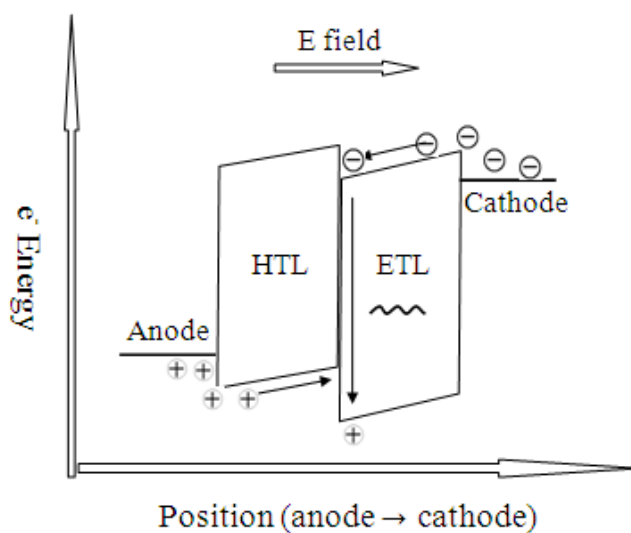 E field
Cathode
HTL
ETL
Anode
e⁻ Energy
Position (anode → cathode)